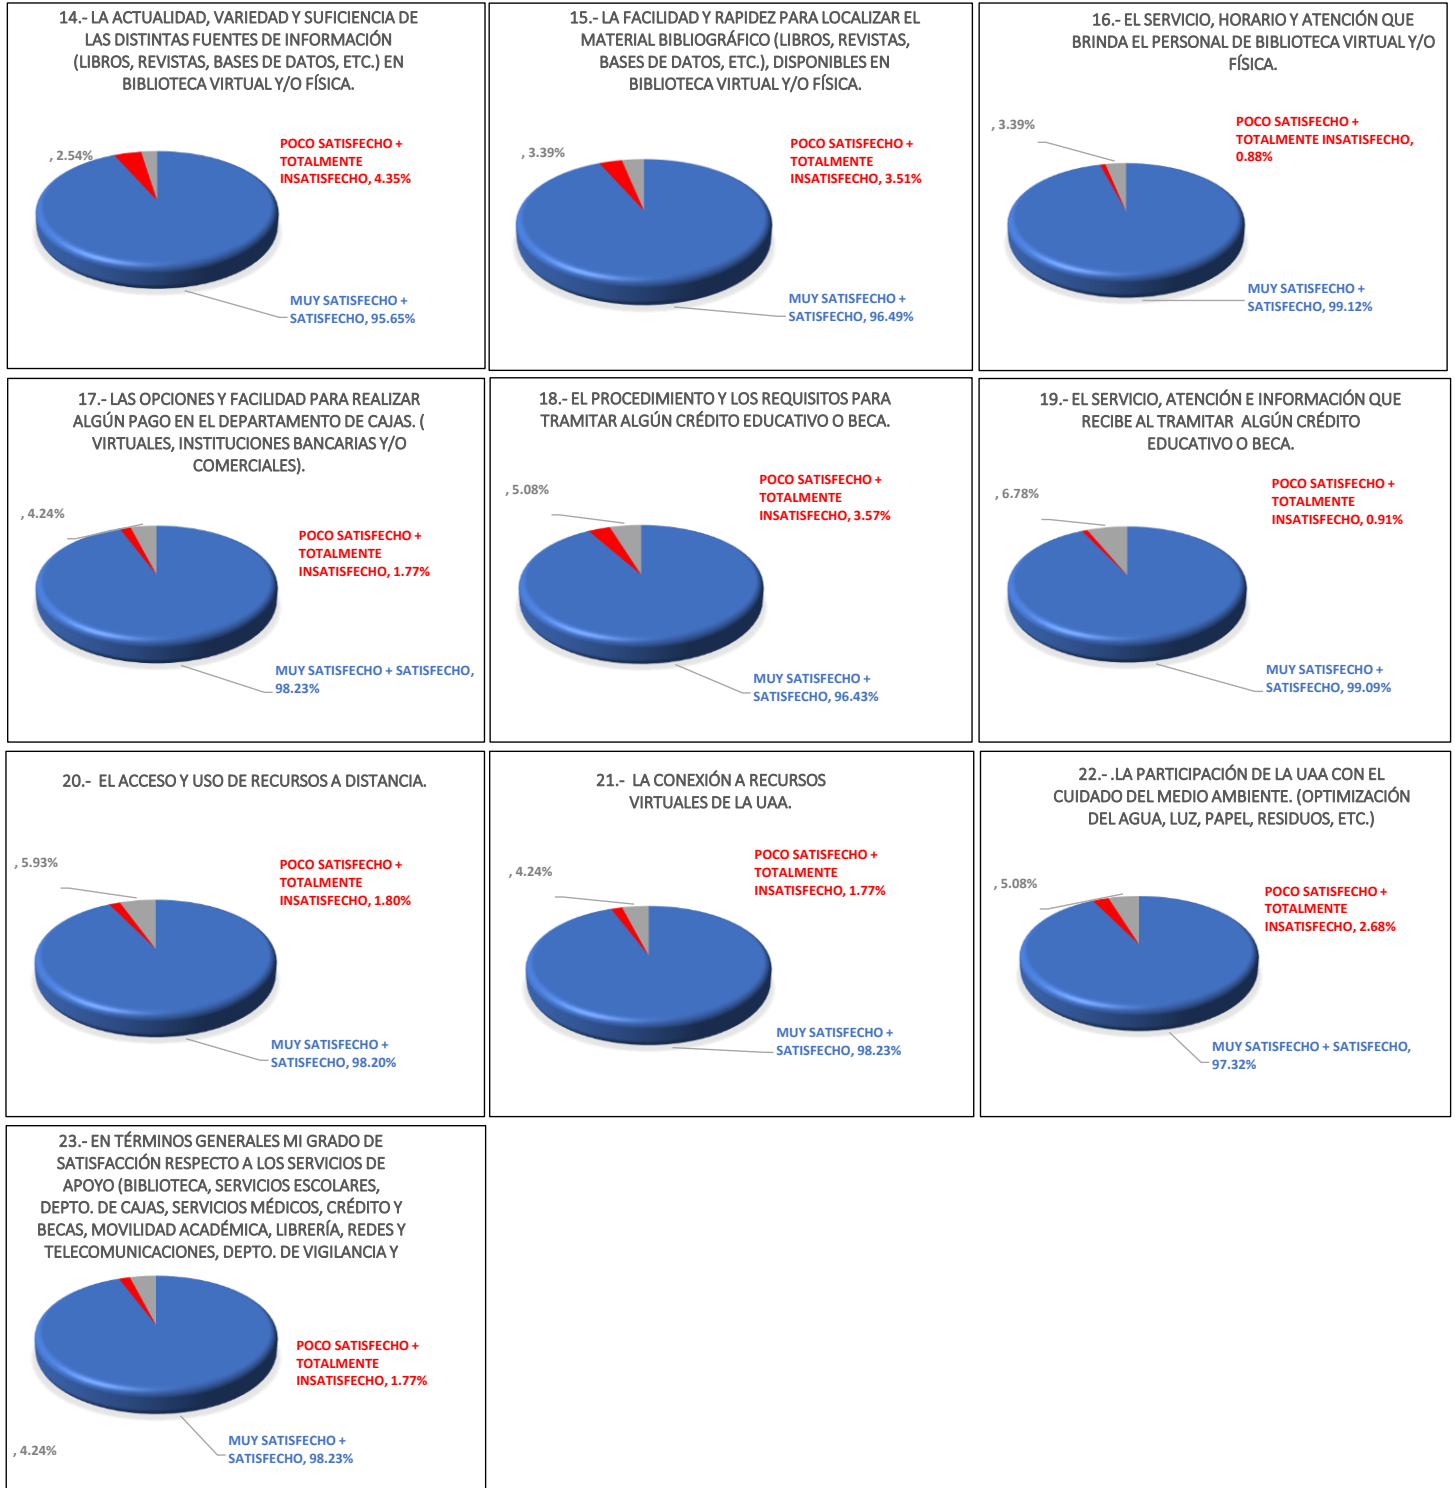 14.- LA ACTUALIDAD, VARIEDAD Y SUFICIENCIA DE
LAS DISTINTAS FUENTES DE INFORMACIÓN
(LIBROS, REVISTAS, BASES DE DATOS, ETC.) EN
BIBLIOTECA VIRTUAL Y/O FÍSICA.
, 2.54%
POCO SATISFECHO +
TOTALMENTE
INSATISFECHO, 4.35%
MUY SATISFECHO +
SATISFECHO, 95.65%
15.- LA FACILIDAD Y RAPIDEZ PARA LOCALIZAR EL
MATERIAL BIBLIOGRÁFICO (LIBROS, REVISTAS,
BASES DE DATOS, ETC.), DISPONIBLES EN
BIBLIOTECA VIRTUAL Y/O FÍSICA.
, 3.39%
POCO SATISFECHO +
TOTALMENTE
INSATISFECHO, 3.51%
MUY SATISFECHO +
SATISFECHO, 96.49%
16.- EL SERVICIO, HORARIO Y ATENCIÓN QUE
BRINDA EL PERSONAL DE BIBLIOTECA VIRTUAL Y/O
FÍSICA.
, 3.39%
POCO SATISFECHO +
TOTALMENTE INSATISFECHO,
0.88%
MUY SATISFECHO +
SATISFECHO, 99.12%
17.- LAS OPCIONES Y FACILIDAD PARA REALIZAR
ALGÚN PAGO EN EL DEPARTAMENTO DE CAJAS. (
VIRTUALES, INSTITUCIONES BANCARIAS Y/O
COMERCIALES).
, 4.24%
POCO SATISFECHO +
TOTALMENTE
INSATISFECHO, 1.77%
MUY SATISFECHO + SATISFECHO,
98.23%
18.- EL PROCEDIMIENTO Y LOS REQUISITOS PARA
TRAMITAR ALGÚN CRÉDITO EDUCATIVO O BECA.
, 5.08%
POCO SATISFECHO +
TOTALMENTE
INSATISFECHO, 3.57%
MUY SATISFECHO +
SATISFECHO, 96.43%
19.- EL SERVICIO, ATENCIÓN E INFORMACIÓN QUE
RECIBE AL TRAMITAR ALGÚN CRÉDITO
EDUCATIVO O BECA.
, 6.78%
POCO SATISFECHO +
TOTALMENTE
INSATISFECHO, 0.91%
MUY SATISFECHO +
SATISFECHO, 99.09%
20.- EL ACCESO Y USO DE RECURSOS A DISTANCIA.
, 5.93%
POCO SATISFECHO +
TOTALMENTE
INSATISFECHO, 1.80%
MUY SATISFECHO +
SATISFECHO, 98.20%
21.- LA CONEXIÓN A RECURSOS
VIRTUALES DE LA UAA.
, 4.24%
POCO SATISFECHO +
TOTALMENTE
INSATISFECHO, 1.77%
MUY SATISFECHO +
SATISFECHO, 98.23%
22.- .LA PARTICIPACIÓN DE LA UAA CON EL
CUIDADO DEL MEDIO AMBIENTE. (OPTIMIZACIÓN
DEL AGUA, LUZ, PAPEL, RESIDUOS, ETC.)
, 5.08%
POCO SATISFECHO +
TOTALMENTE
INSATISFECHO, 2.68%
MUY SATISFECHO + SATISFECHO,
97.32%
23.- EN TÉRMINOS GENERALES MI GRADO DE
SATISFACCIÓN RESPECTO A LOS SERVICIOS DE
APOYO (BIBLIOTECA, SERVICIOS ESCOLARES,
DEPTO. DE CAJAS, SERVICIOS MÉDICOS, CRÉDITO Y
BECAS, MOVILIDAD ACADÉMICA, LIBRERÍA, REDES Y
TELECOMUNICACIONES, DEPTO. DE VIGILANCIA Y
POCO SATISFECHO +
TOTALMENTE
INSATISFECHO, 1.77%
MUY SATISFECHO +
SATISFECHO, 98.23%
, 4.24%